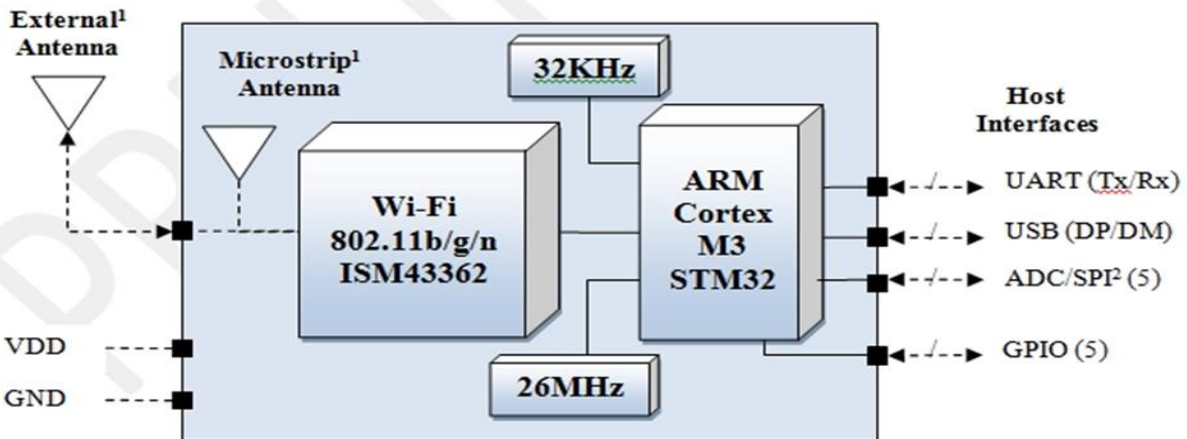 External¹
Antenna
Microstrip¹
Antenna
32KHz
Wi-Fi
802.11b/g/n
ISM43362
ARM
Cortex
M3
STM32
26MHz
VDD
GND
Host
Interfaces
UART (Tx/Rx)
USB (DP/DM)
ADC/SPI² (5)
GPIO (5)